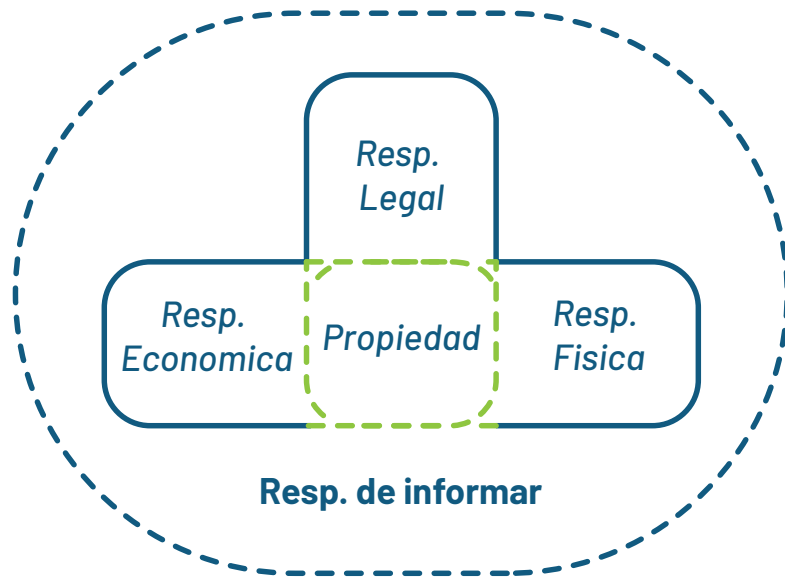 Resp.
Legal
Resp.
Economica
Propiedad
Resp.
Fisica
Resp. de informar